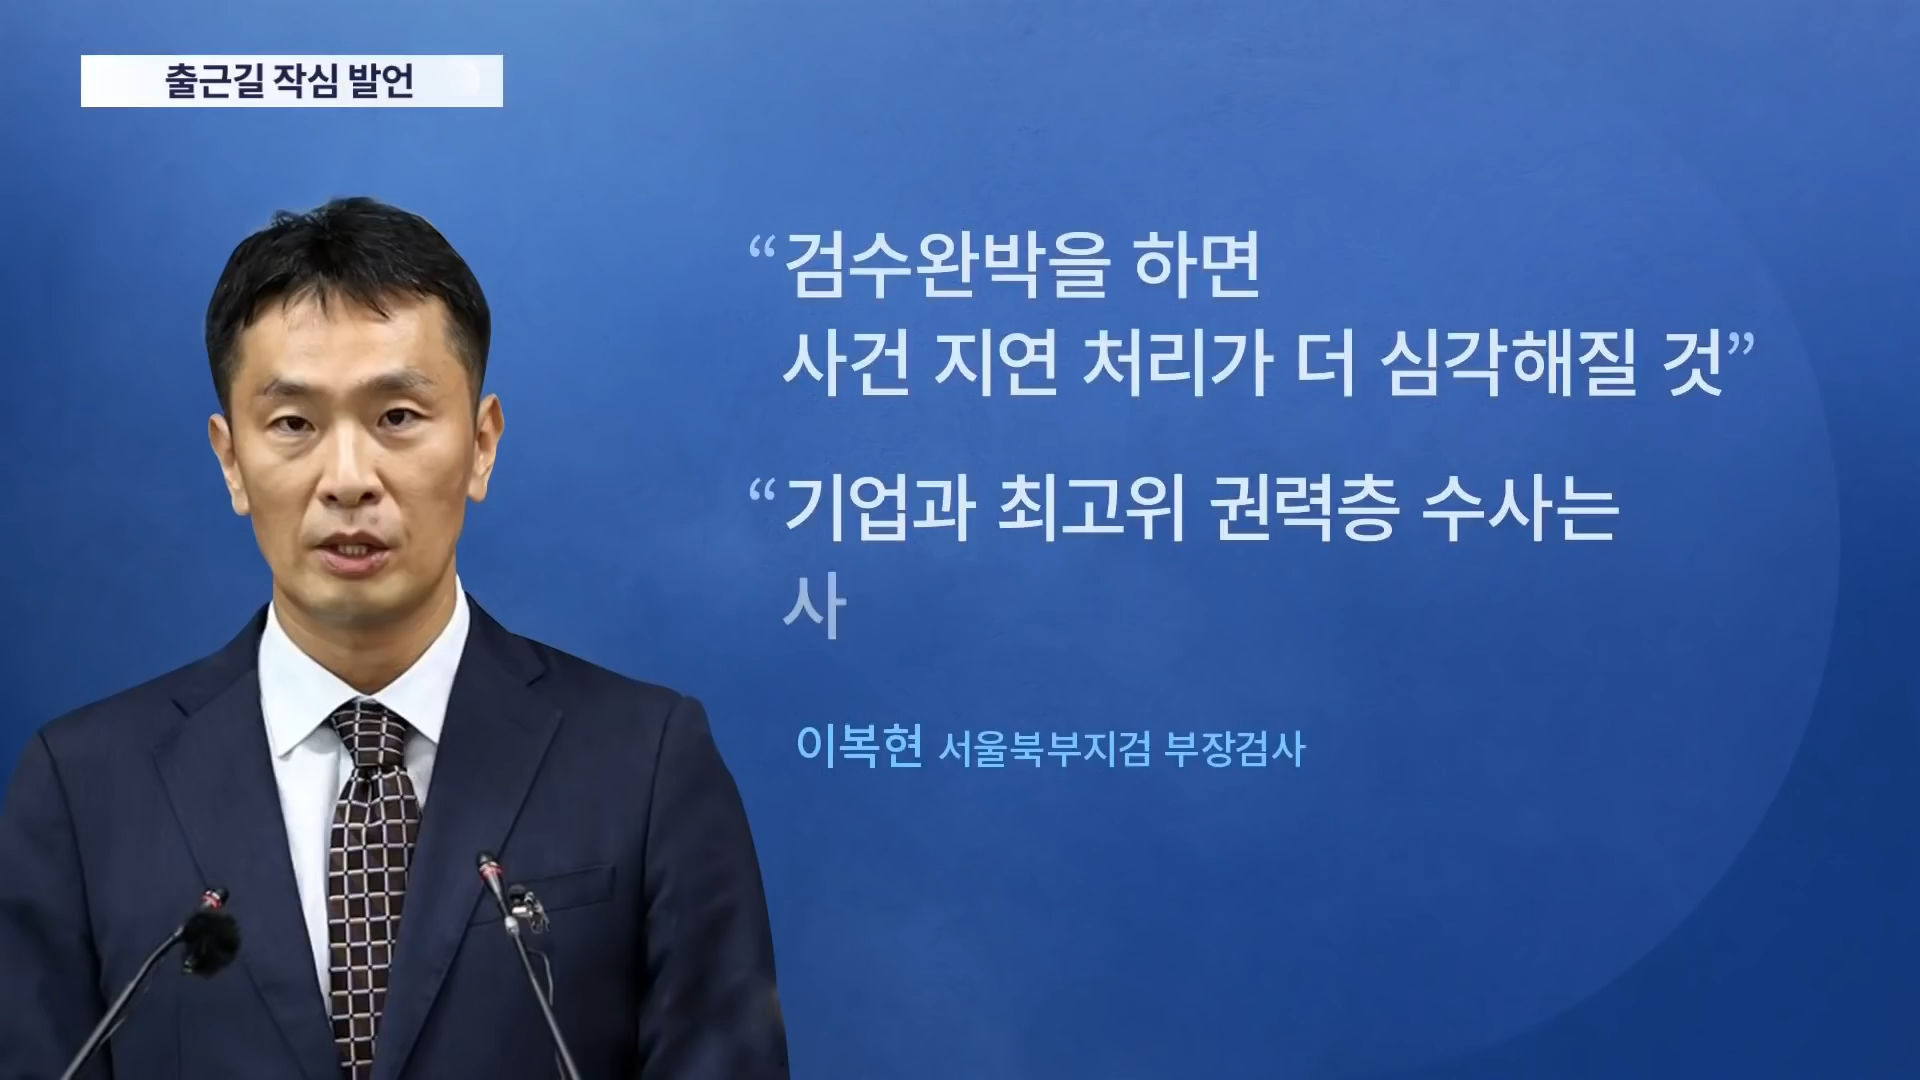 출근길 작심 발언
“검수완박을 하면
사건 지연 처리가 더 심각해질 것”
“기업과 최고위 권력층 수사는
사
이복현 서울북부지검 부장검사